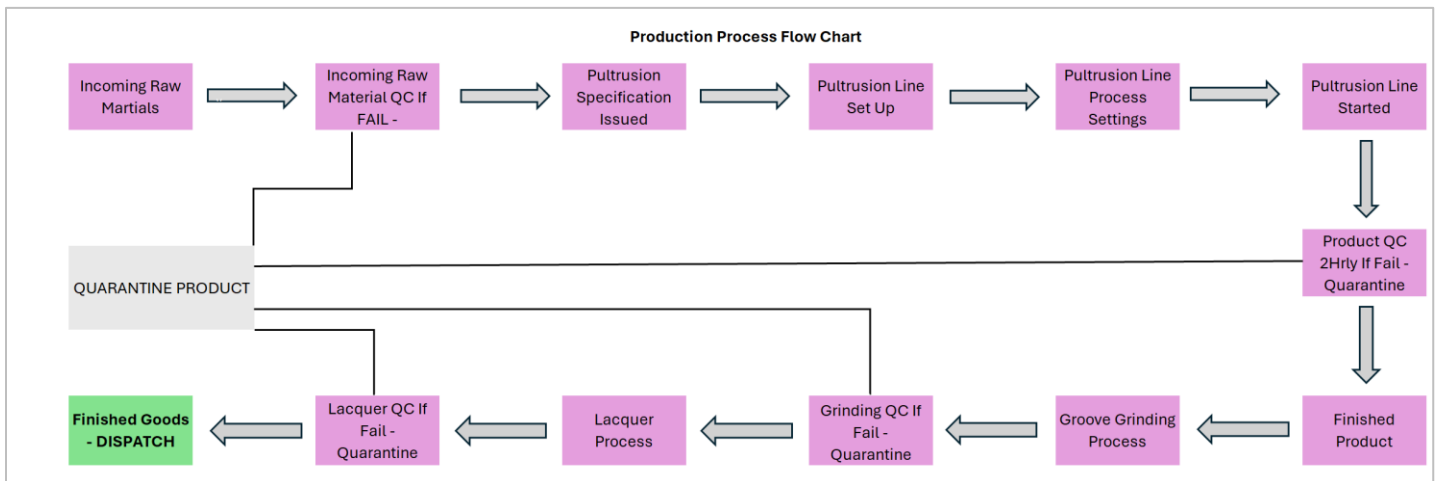 Production Process Flow Chart
Incoming Raw
Martials
Incoming Raw
Material QC If
FAIL -
Pultrusion
Specification
Issued
Pultrusion Line
Set Up
Pultrusion Line
Process
Settings
Pultrusion Line
Started
QUARANTINE PRODUCT
Product QC
2Hrly If Fail -
Quarantine
Finished Goods
- DISPATCH
Lacquer QC If
Fail -
Quarantine
Lacquer
Process
Grinding QC If
Fail -
Quarantine
Groove Grinding
Process
Finished
Product